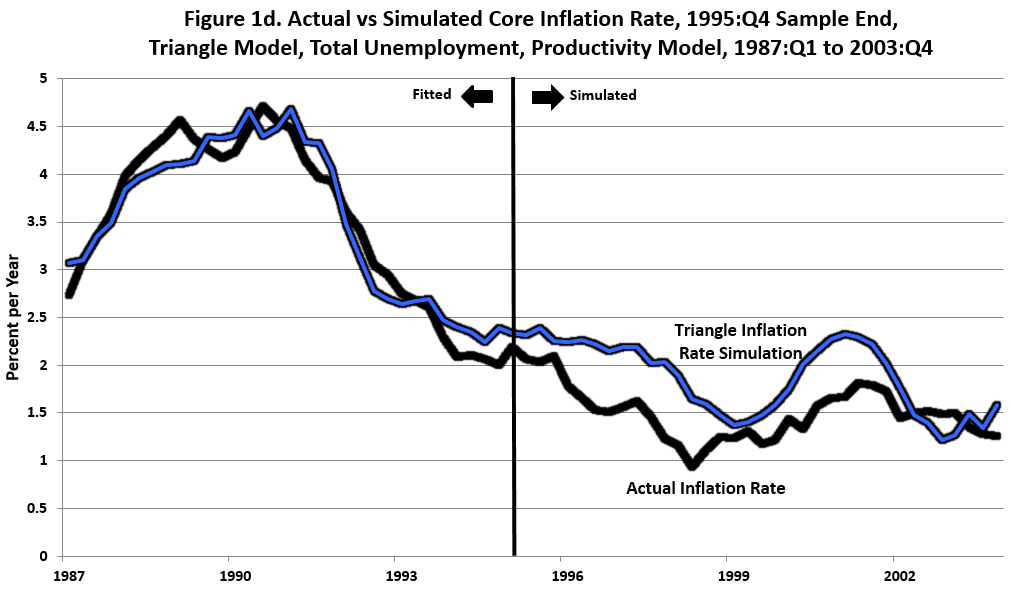 Figure 1d. Actual vs Simulated Core Inflation Rate, 1995:Q4 Sample End,
Triangle Model, Total Unemployment, Productivity Model, 1987:Q1 to 2003:Q4
5
Fitted
Simulated
4.5
4
3.5
3
2.5
Percent per Year
Triangle Inflation
Rate Simulation
2
1.5
1
Actual Inflation Rate
0.5
0
1987
1990
1993
1996
1999
2002